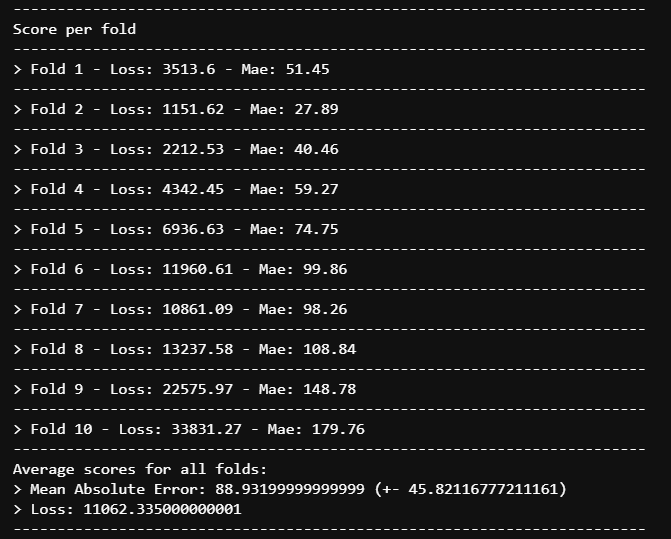 ------------------------------------------------------------------------
Score per fold
------------------------------------------------------------------------
> Fold 1 - Loss: 3513.6 - Mae: 51.45
------------------------------------------------------------------------
> Fold 2 - Loss: 1151.62 - Mae: 27.89
------------------------------------------------------------------------
> Fold 3 - Loss: 2212.53 - Mae: 40.46
------------------------------------------------------------------------
> Fold 4 - Loss: 4342.45 - Mae: 59.27
------------------------------------------------------------------------
> Fold 5 - Loss: 6936.63 - Mae: 74.75
------------------------------------------------------------------------
> Fold 6 - Loss: 11960.61 - Mae: 99.86
------------------------------------------------------------------------
> Fold 7 - Loss: 10861.09 - Mae: 98.26
------------------------------------------------------------------------
> Fold 8 - Loss: 13237.58 - Mae: 108.84
------------------------------------------------------------------------
> Fold 9 - Loss: 22575.97 - Mae: 148.78
------------------------------------------------------------------------
> Fold 10 - Loss: 33831.27 - Mae: 179.76
------------------------------------------------------------------------
Average scores for all folds:
> Mean Absolute Error: 88.93199999999999 (+- 45.82116777211161)
> Loss: 11062.335000000001
------------------------------------------------------------------------